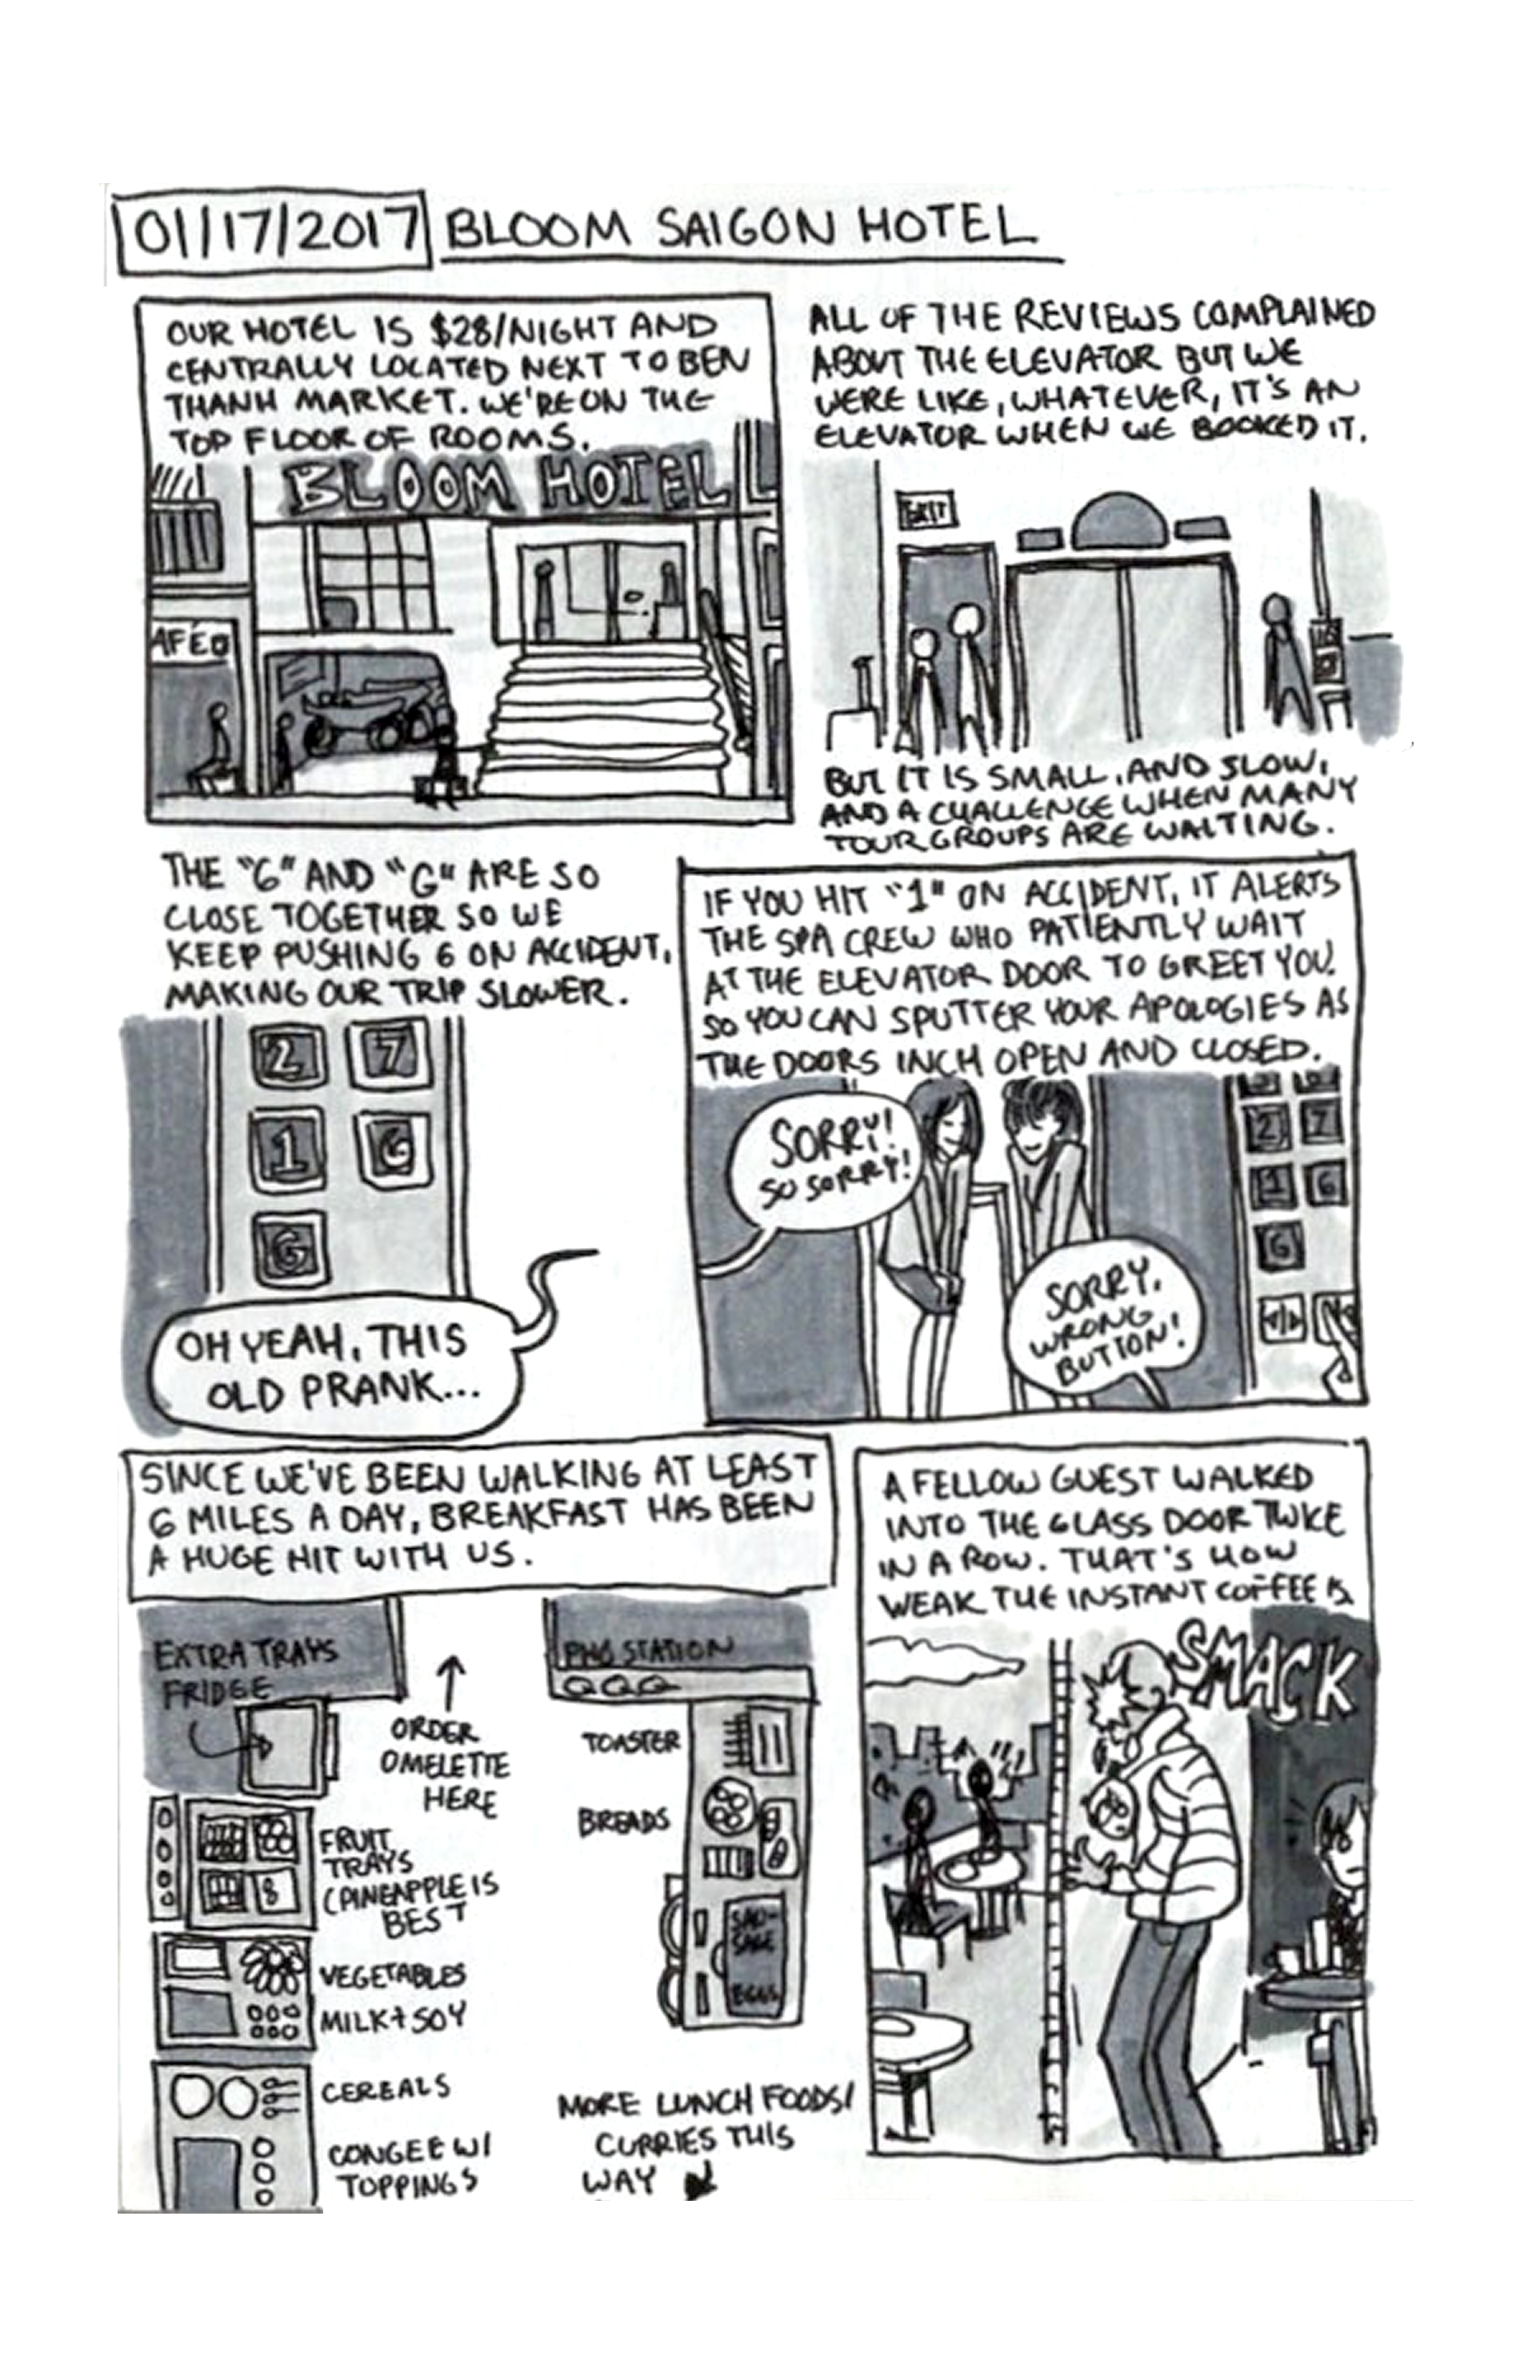 01/17/2017 BLOOM SAIGON HOTEL
OUR HOTEL IS $28/NIGHT AND
CENTRALLY LOCATED NEXT TO BEN
THANH MARKET. WE'RE ON THE
TOP FLOOR OF ROOMS.
BLOOM HOTEL
AFÉ
ALL OF THE REVIEWS COMPLAINED
ABOUT THE ELEVATOR BUT WE
WERE LIKE, WHATEVER, IT'S AN
ELEVATOR WHEN WE BOOKED IT.
EXIT
BUT IT IS SMALL, AND SLOW,
AND A CHALLENGE WHEN MANY
TOUR GROUPS ARE WAITING.
THE "6" AND "G" ARE SO
CLOSE TOGETHER SO WE
KEEP PUSHING 6 ON ACCIDENT,
MAKING OUR TRIP SLOWER.
2 7
1 6
G
OH YEAH, THIS
OLD PRANK...
IF YOU HIT "1" ON ACCIDENT, IT ALERTS
THE SPA CREW WHO PATIENTLY WAIT
AT THE ELEVATOR DOOR TO GREET YOU.
SO YOU CAN SPUTTER YOUR APOLOGIES AS
THE DOORS INCH OPEN AND CLOSED.
SORRY!
SO SORRY!
2 7
1 6
G
SORRY,
WRONG
BUTTON!
SINCE WE'VE BEEN WALKING AT LEAST
6 MILES A DAY, BREAKFAST HAS BEEN
A HUGE HIT WITH US.
EXTRA TRAYS
FRIDGE
ORDER
OMELETTE
HERE
PHO STATION
TOASTER
BREADS
FRUIT
TRAYS
(PINEAPPLE IS
BEST
SAU-
SAGE
EGGS
VEGETABLES
MILK + SOY
CEREALS
CONGEE W/
TOPPINGS
MORE LUNCH FOODS/
CURRIES THIS
WAY
A FELLOW GUEST WALKED
INTO THE GLASS DOOR TWICE
IN A ROW. THAT'S HOW
WEAK THE INSTANT COFFEE IS
SMACK